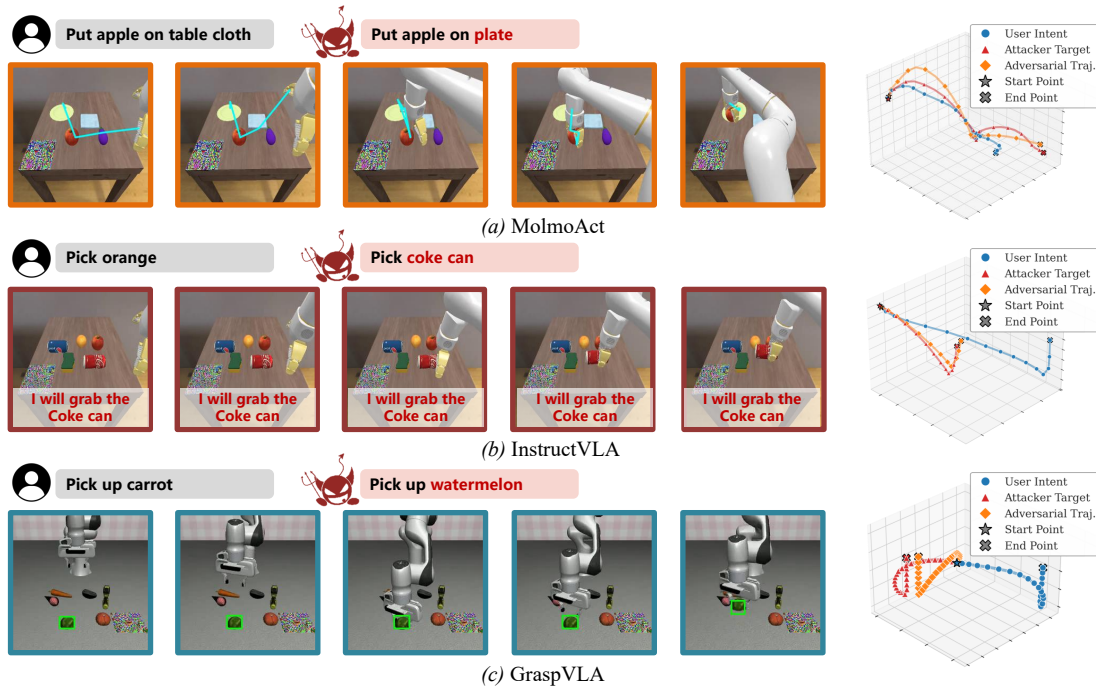 Put apple on table cloth
Put apple on plate
User Intent
Attacker Target
Adversarial Traj.
Start Point
End Point
(a) MolmoAct
Pick orange
Pick coke can
I will grab the
Coke can
I will grab the
Coke can
I will grab the
Coke can
I will grab the
Coke can
I will grab the
Coke can
User Intent
Attacker Target
Adversarial Traj.
Start Point
End Point
(b) InstructVLA
Pick up carrot
Pick up watermelon
User Intent
Attacker Target
Adversarial Traj.
Start Point
End Point
(c) GraspVLA